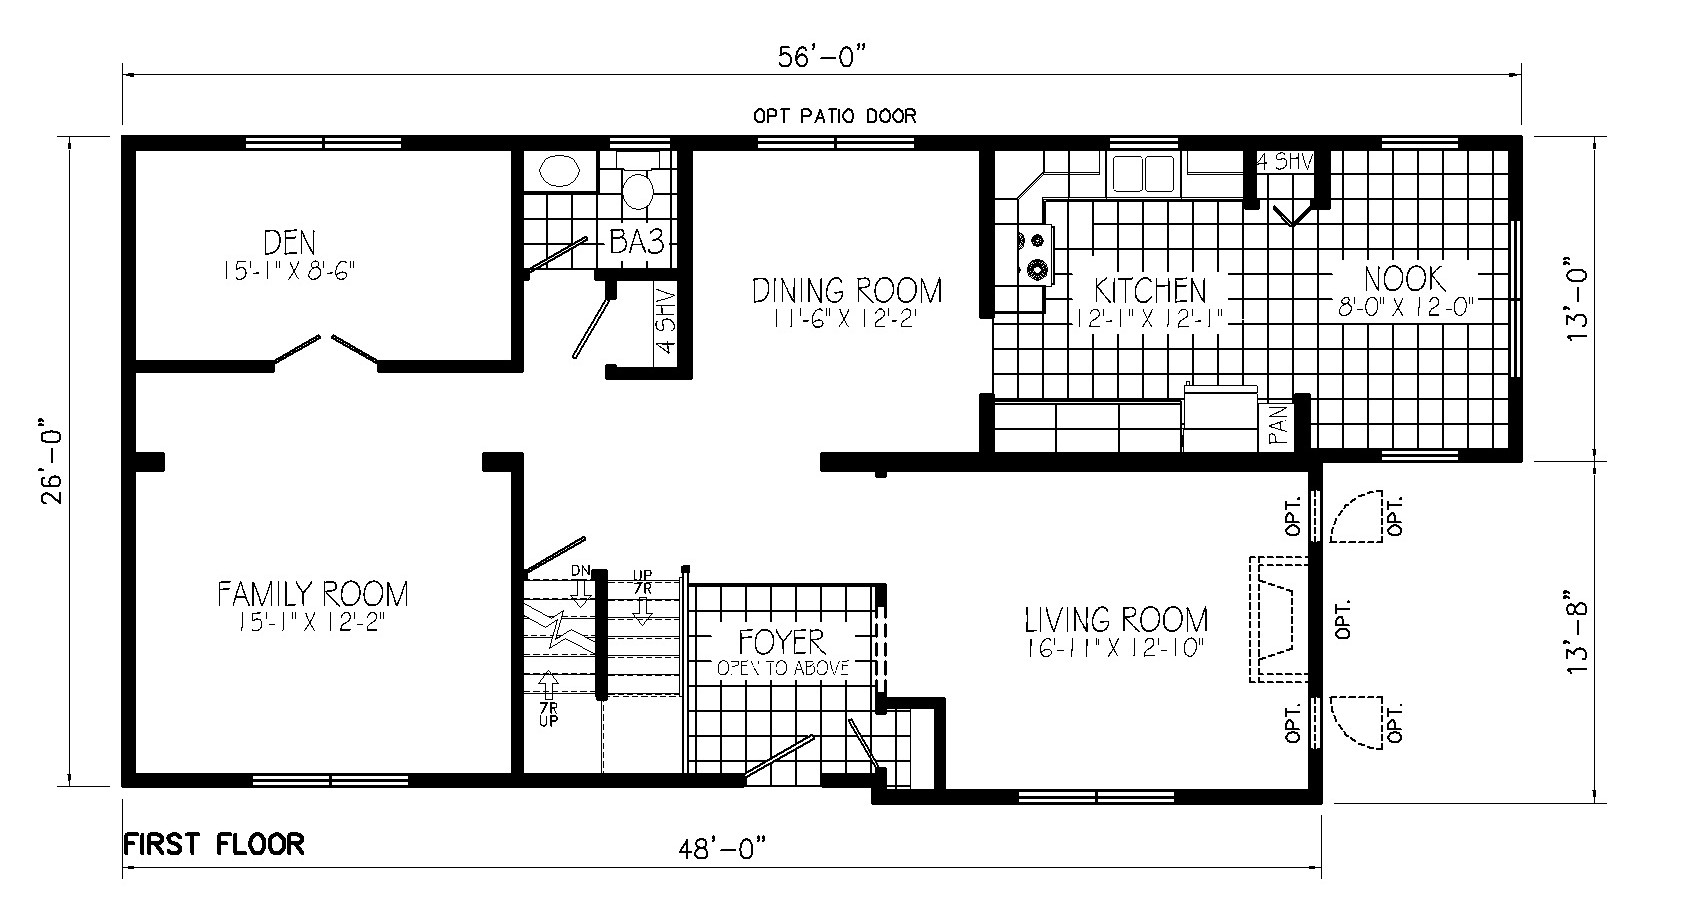 56'-0"
OPT PATIO DOOR
4 SHV
DEN
15'-1" X 8'-6"
BA3
DINING ROOM
11'-6" X 12'-2"
KITCHEN
12'-1" X 12'-1"
NOOK
8'-0" X 12'-0"
13'-0"
4 SHV
PAN
26'-0"
OPT.
OPT.
DN
UP
7R
FAMILY ROOM
15'-1" X 12'-2"
FOYER
OPEN TO ABOVE
LIVING ROOM
16'-11" X 12'-10"
OPT.
13'-8"
7R
UP
OPT.
OPT.
FIRST FLOOR
48'-0"